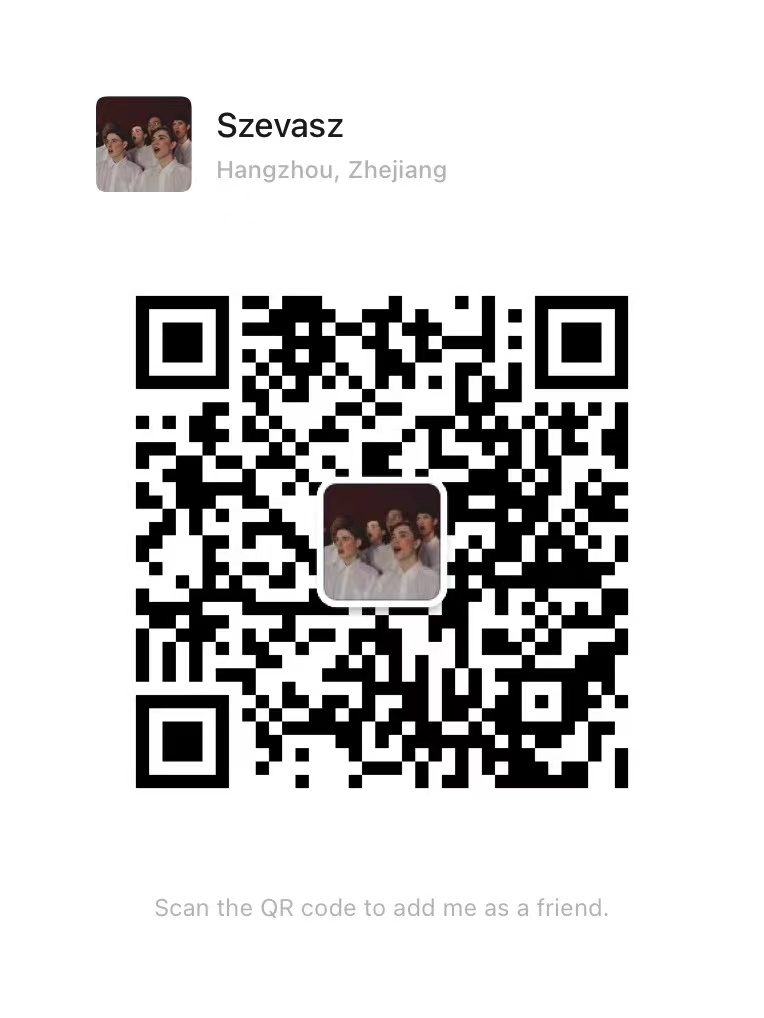 Szevasz
Hangzhou, Zhejiang
Scan the QR code to add me as a friend.